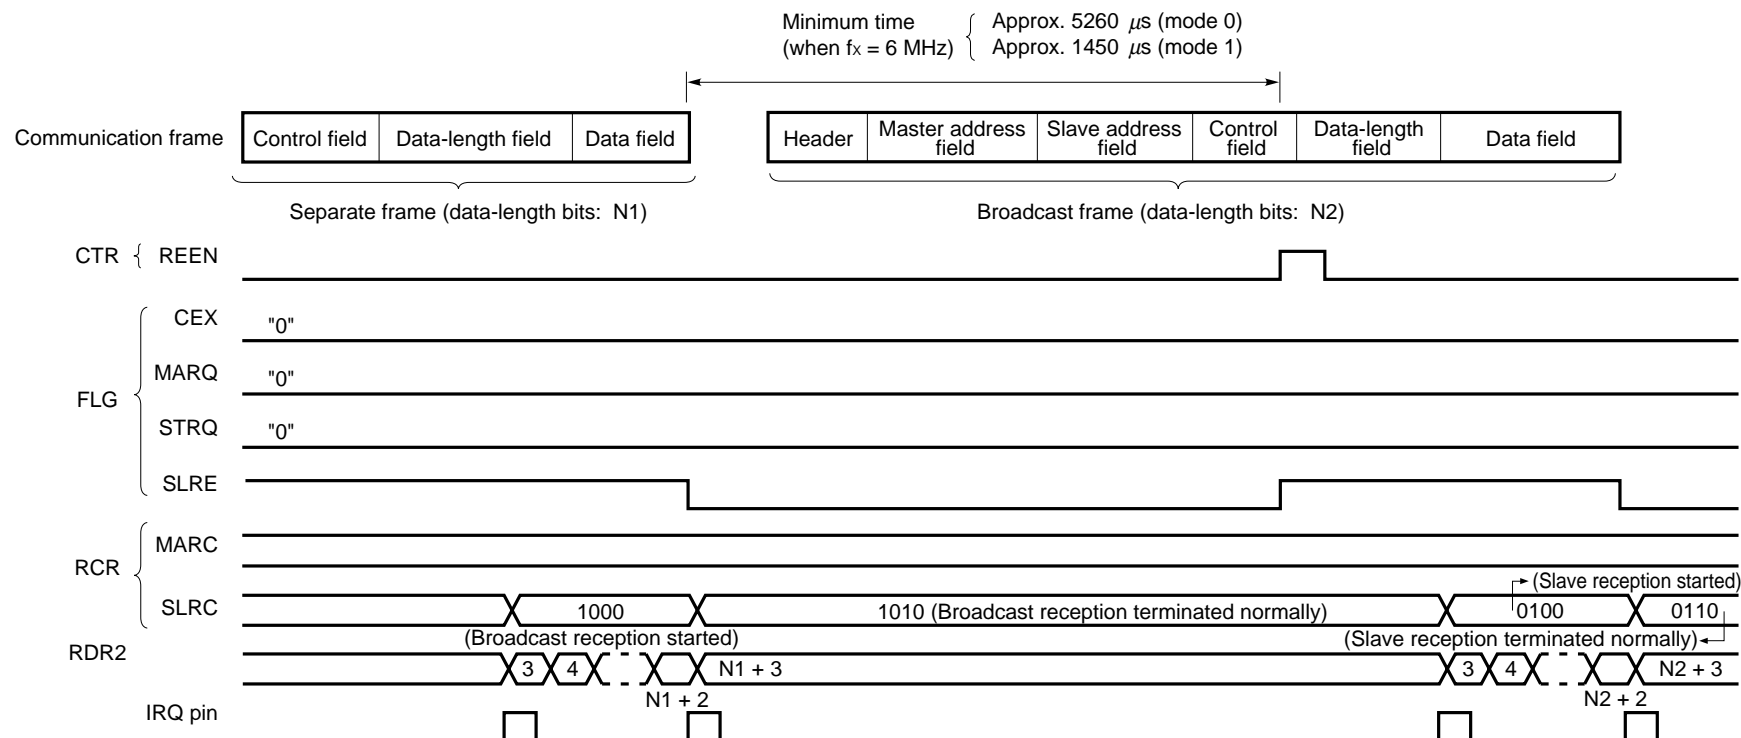 Minimum time
(when fx = 6 MHz)
Approx. 5260 μs (mode 0)
Approx. 1450 μs (mode 1)
Communication frame
Control field
Data-length field
Data field
Header
Master address
field
Slave address
field
Control
field
Data-length
field
Data field
Separate frame (data-length bits: N1)
Broadcast frame (data-length bits: N2)
CTR
REEN
FLG
CEX
"0"
MARQ
"0"
STRQ
"0"
SLRE
RCR
MARC
SLRC
1000
1010 (Broadcast reception terminated normally)
(Slave reception started)
0100
0110
(Broadcast reception started)
(Slave reception terminated normally)
RDR2
3
4
N1 + 3
3
4
N2 + 3
N1 + 2
N2 + 2
IRQ pin